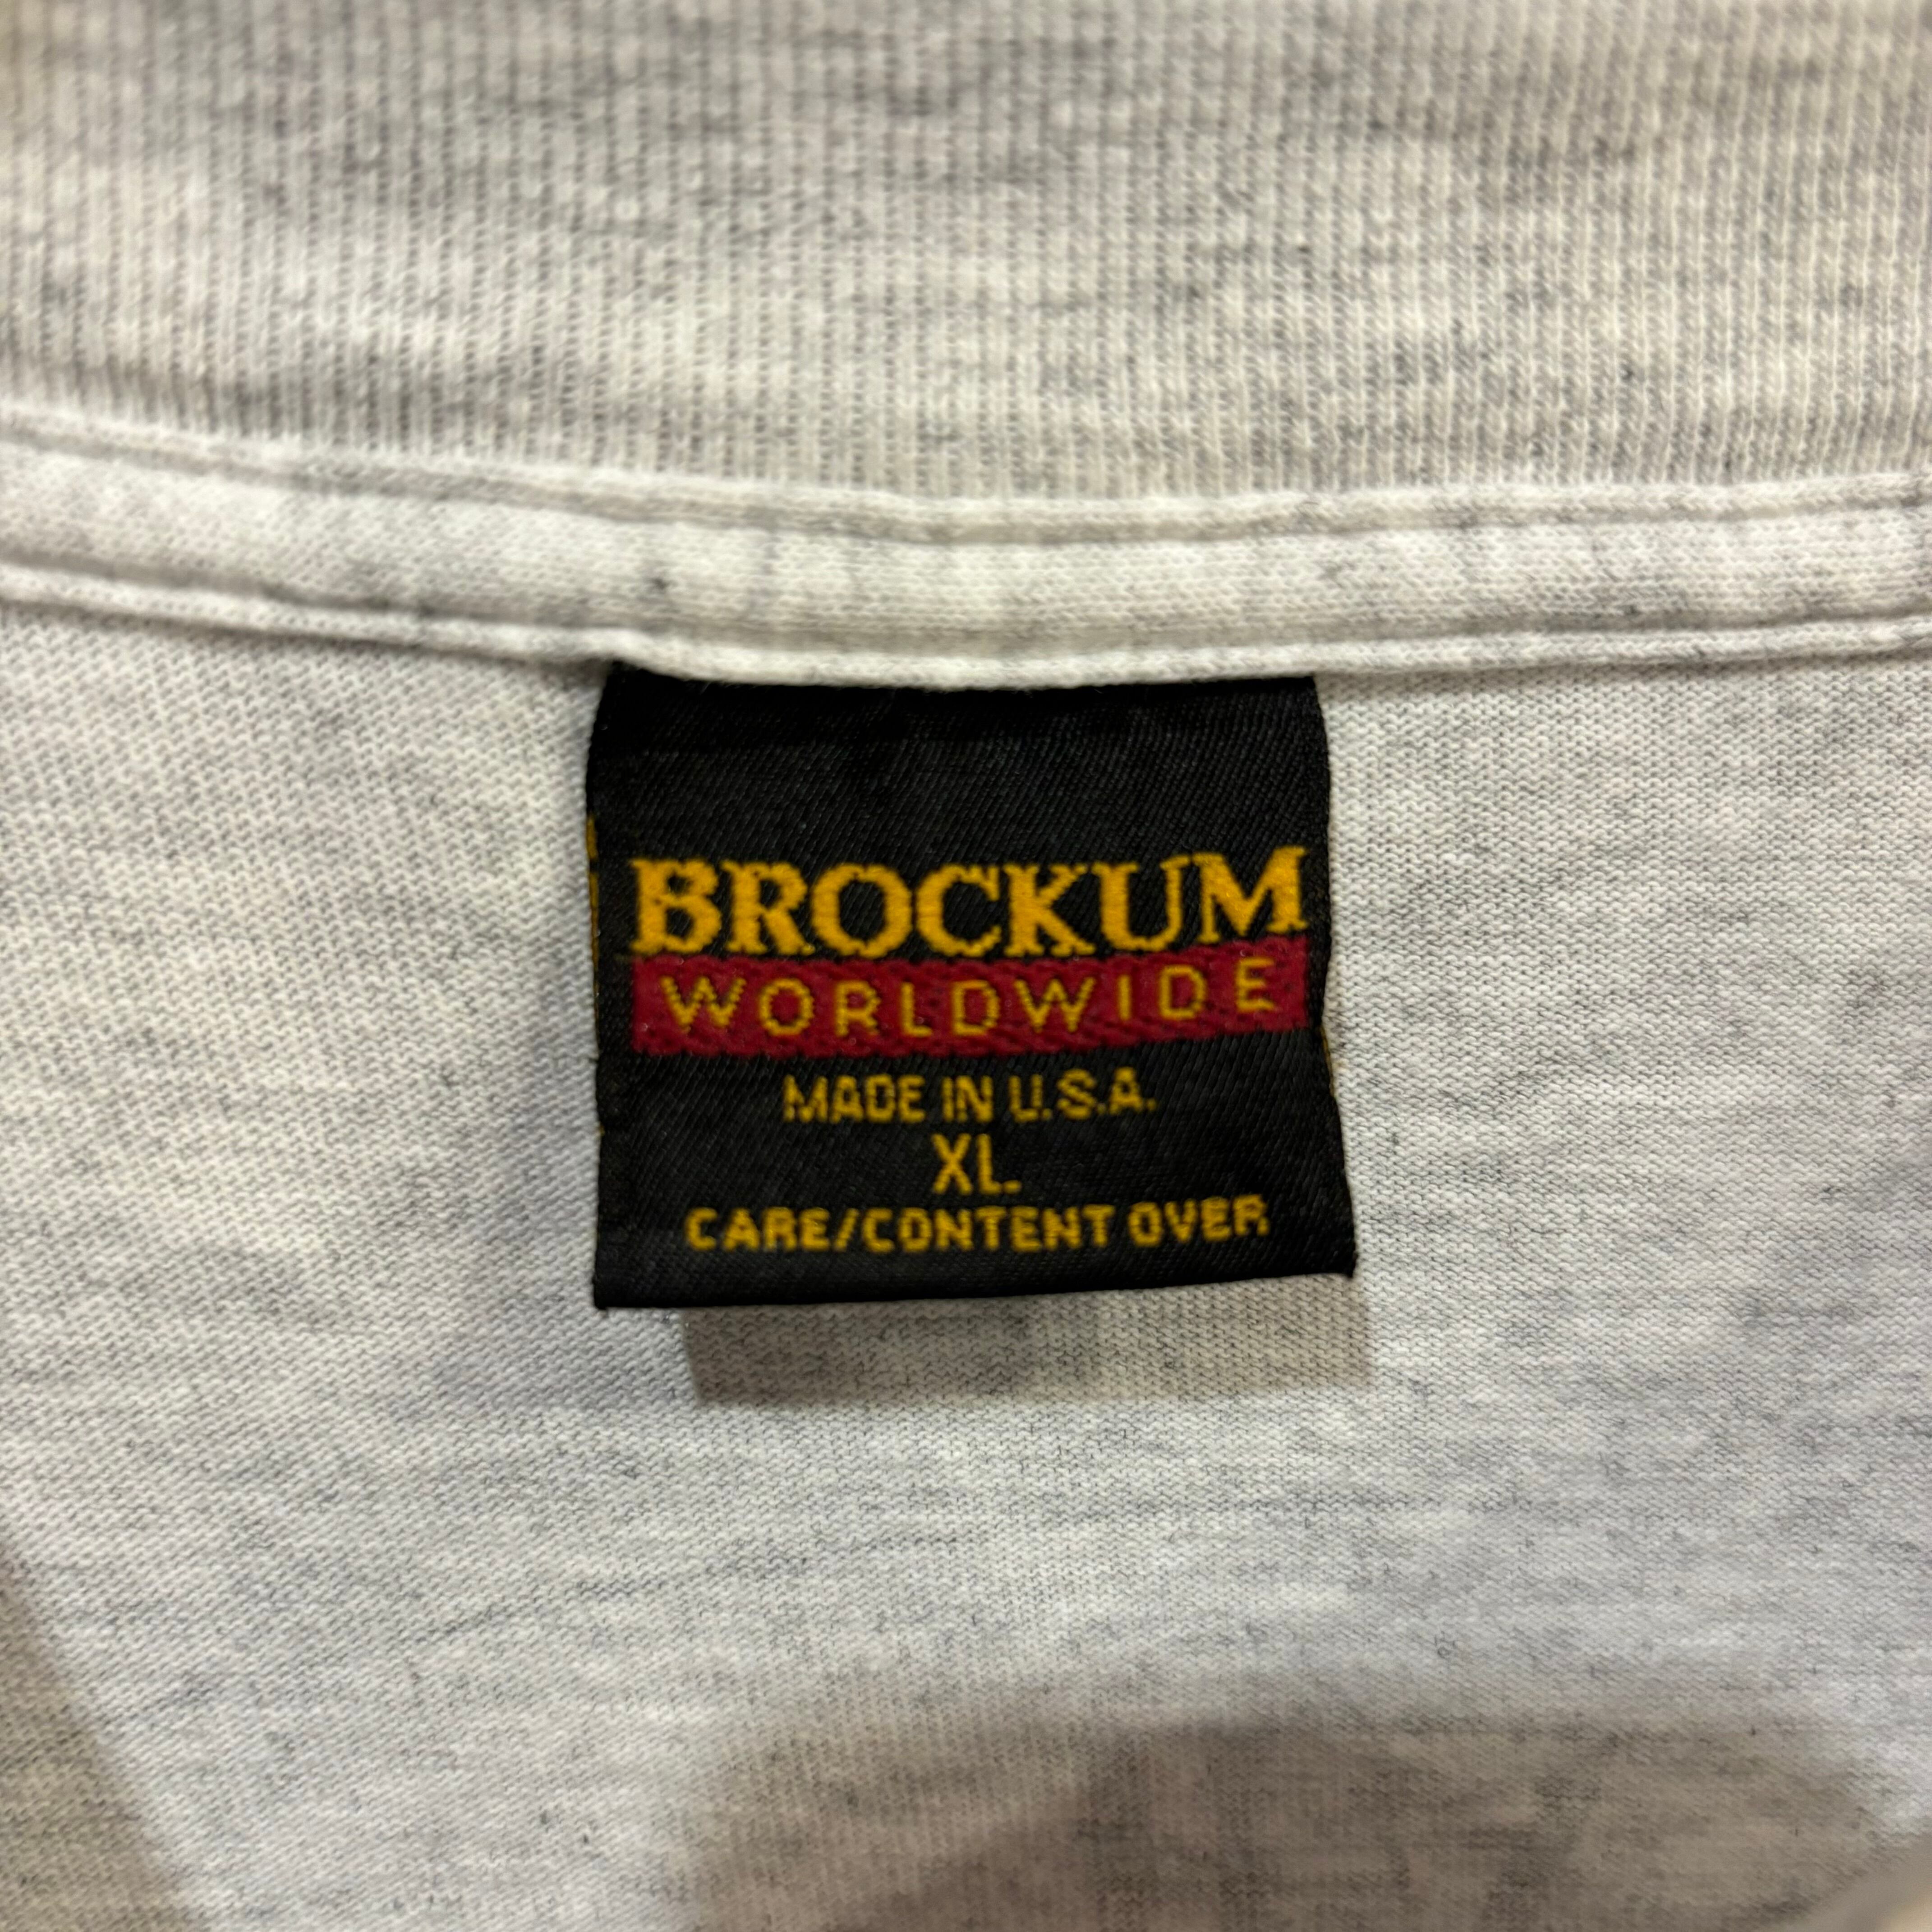 BROCKUM
WORLDWIDE
MADE IN U.S.A.
XL
CARE/CONTENT OVER